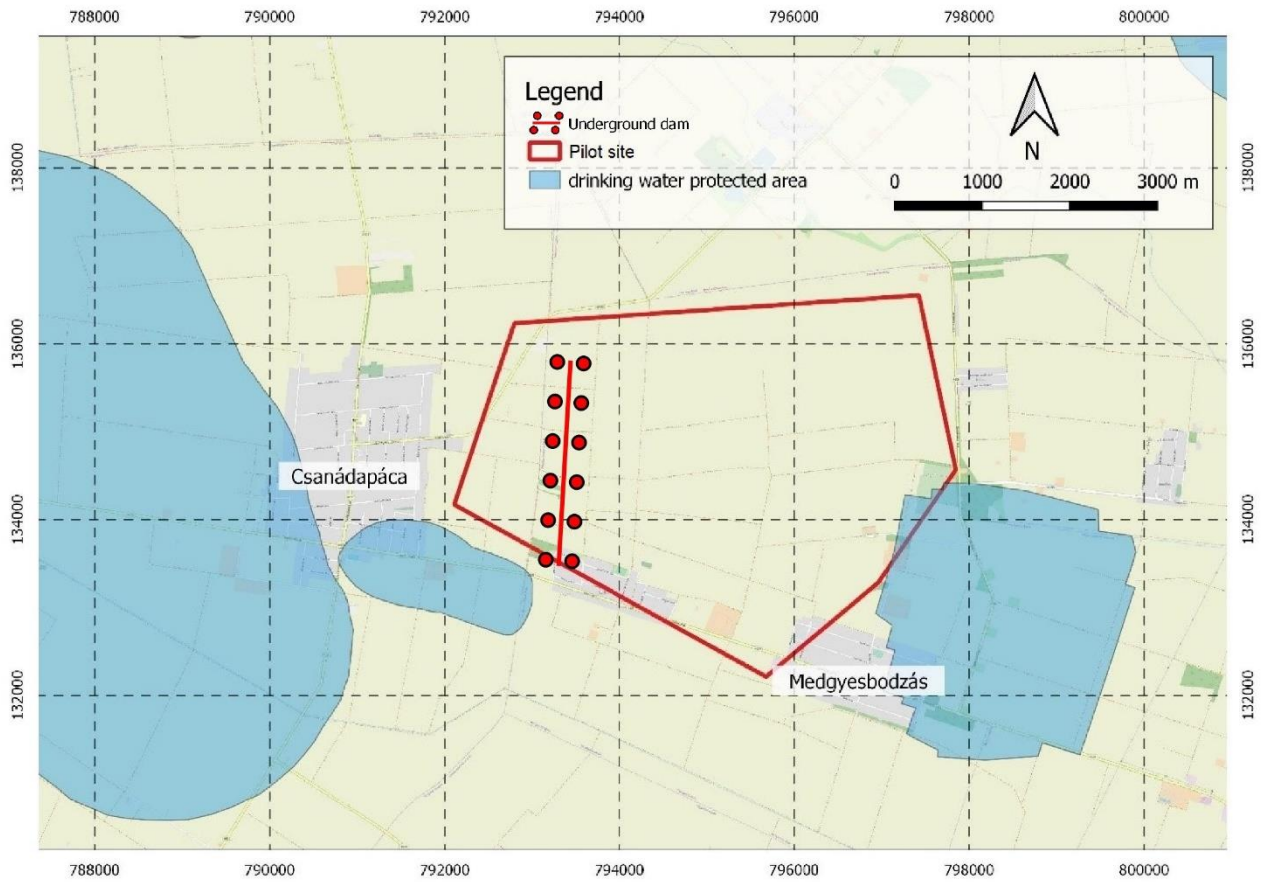 788000 790000 792000 794000 796000 798000 800000
Legend
Underground dam
Pilot site
drinking water protected area
N
0 1000 2000 3000 m
138000 138000
136000 136000
Csanádapáca
134000 134000
Medgyesbodzás
132000 132000
788000 790000 792000 794000 796000 798000 800000